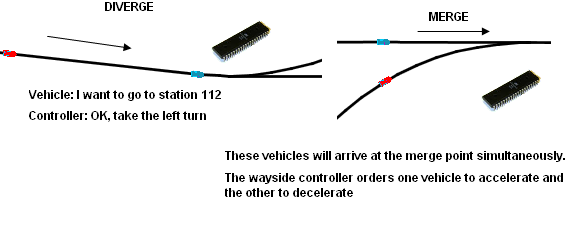 DIVERGE
Vehicle: I want to go to station 112
Controller: OK, take the left turn
MERGE
These vehicles will arrive at the merge point simultaneously.
The wayside controller orders one vehicle to accelerate and
the other to decelerate